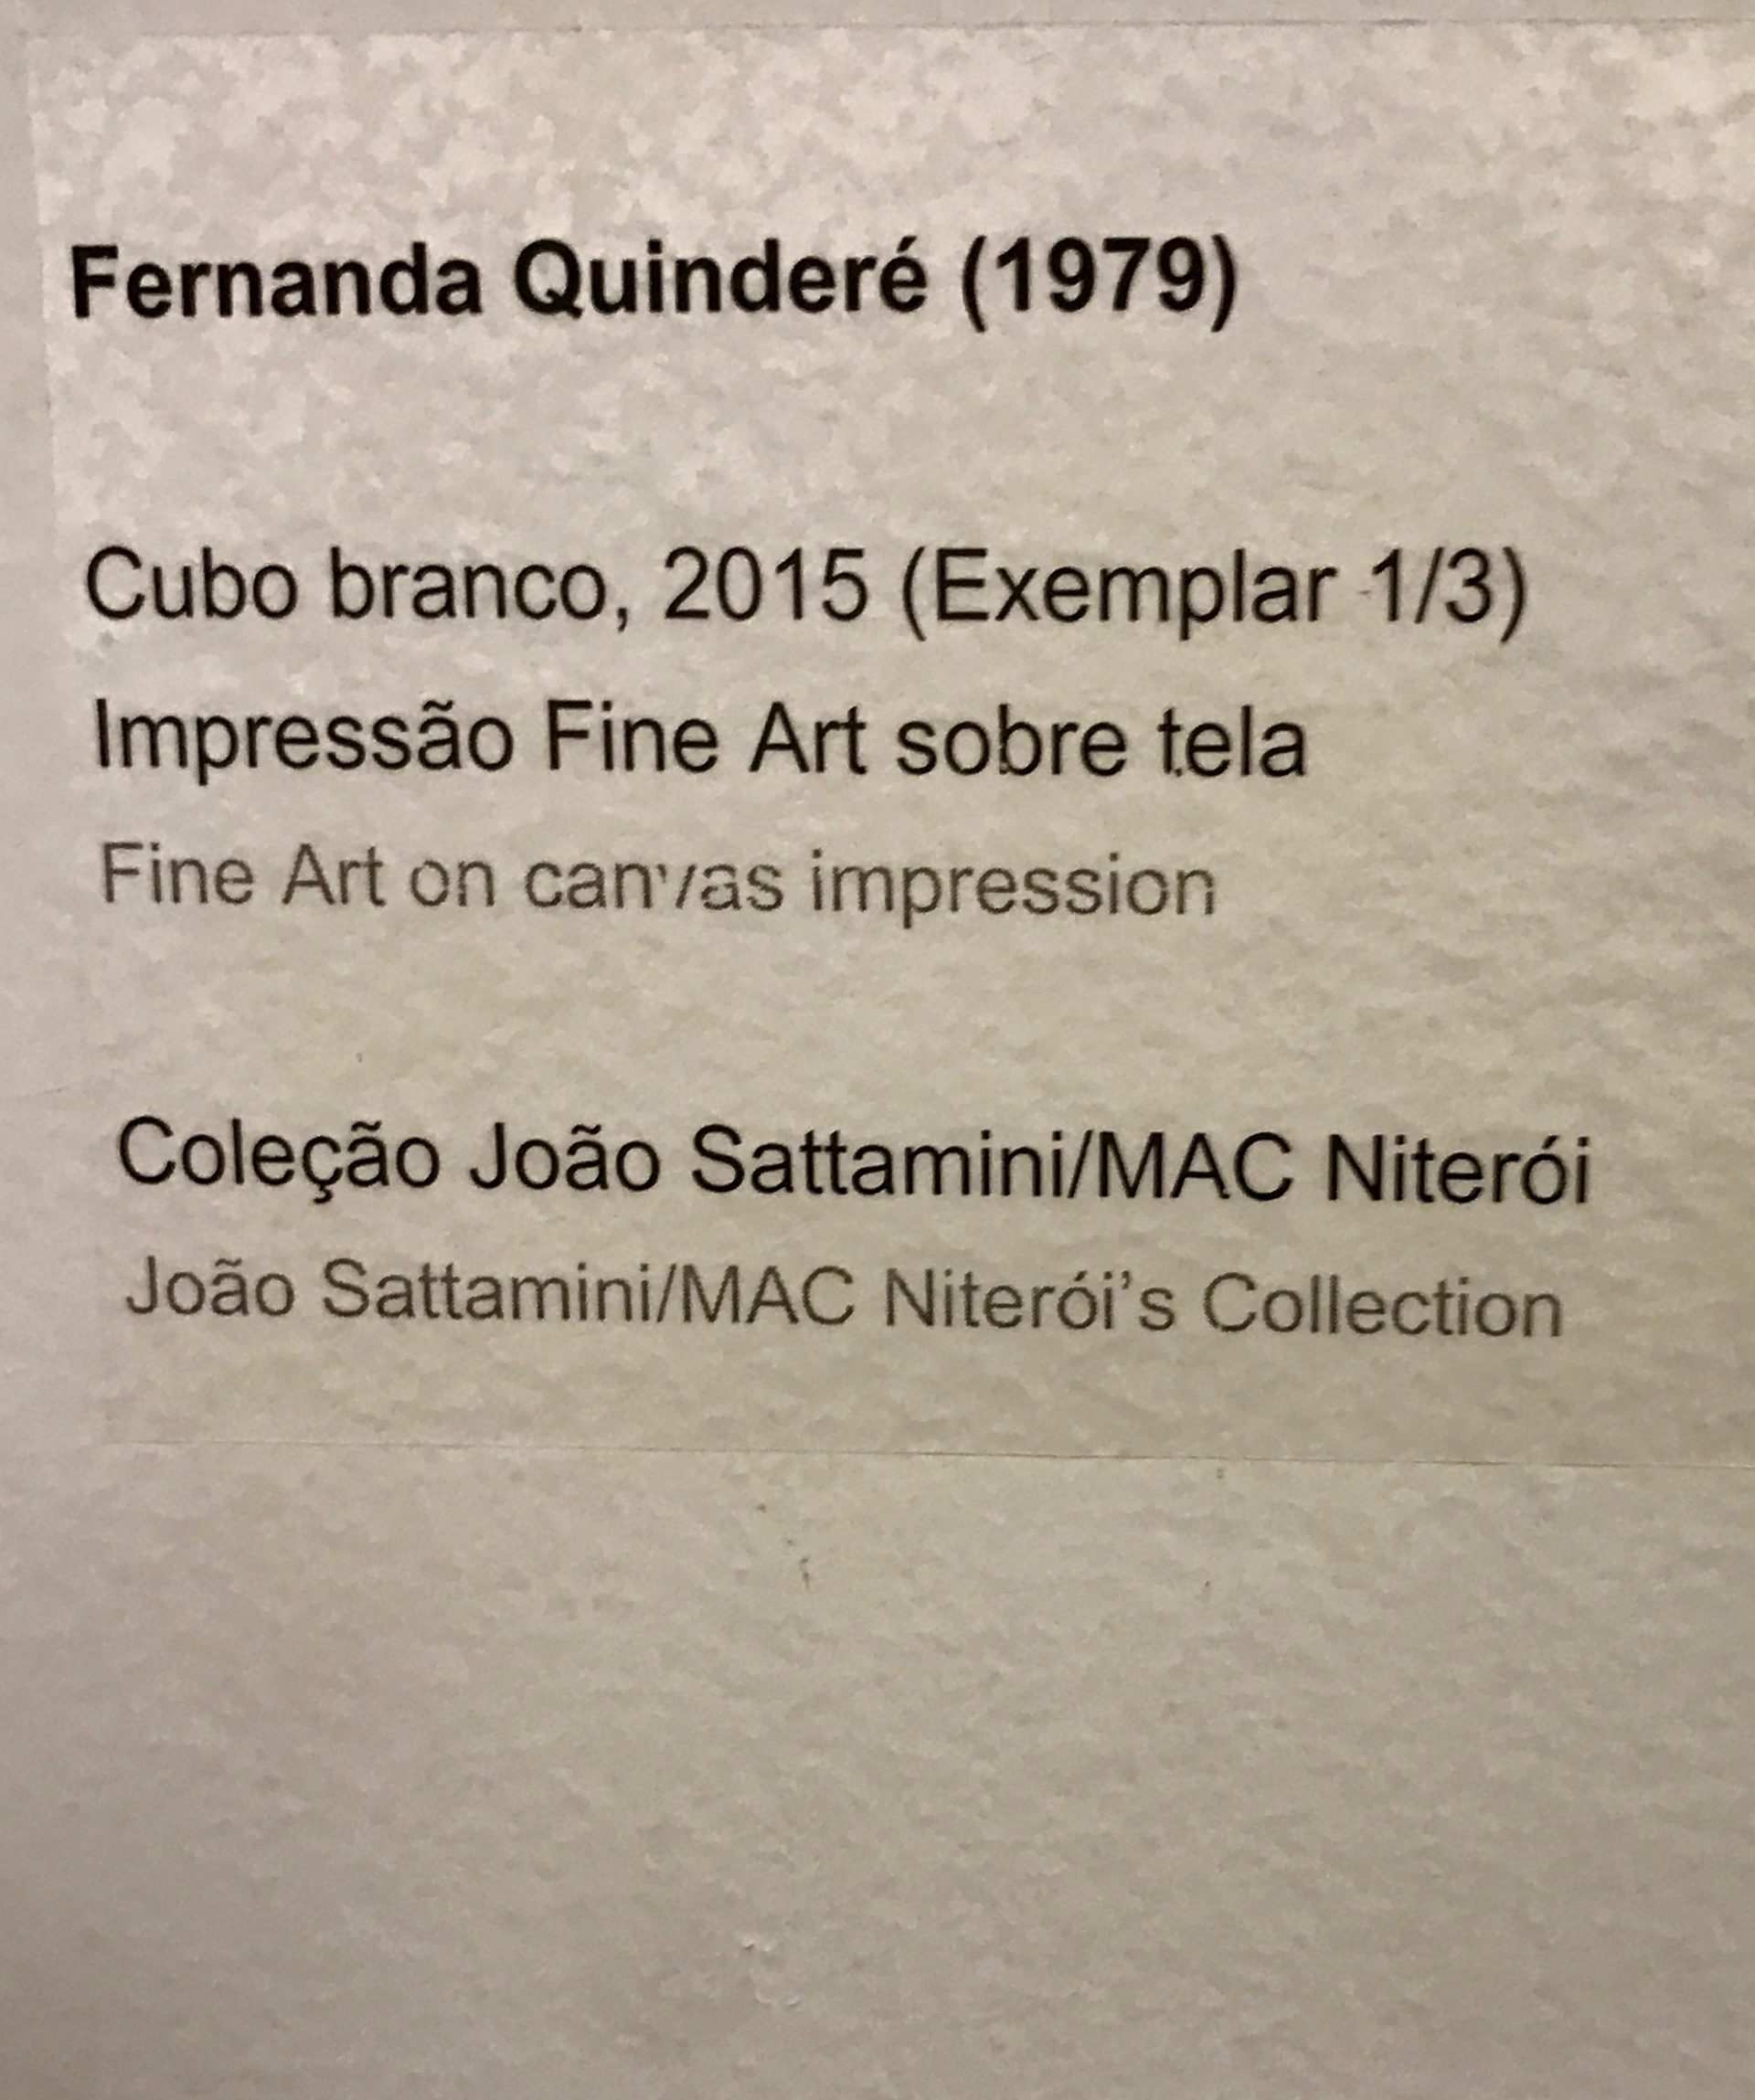 Fernanda Quinderé (1979)
Cubo branco, 2015 (Exemplar 1/3)
Impressão Fine Art sobre tela
Fine Art on canvas impression
Coleção João Sattamini/MAC Niterói
João Sattamini/MAC Niterói's Collection